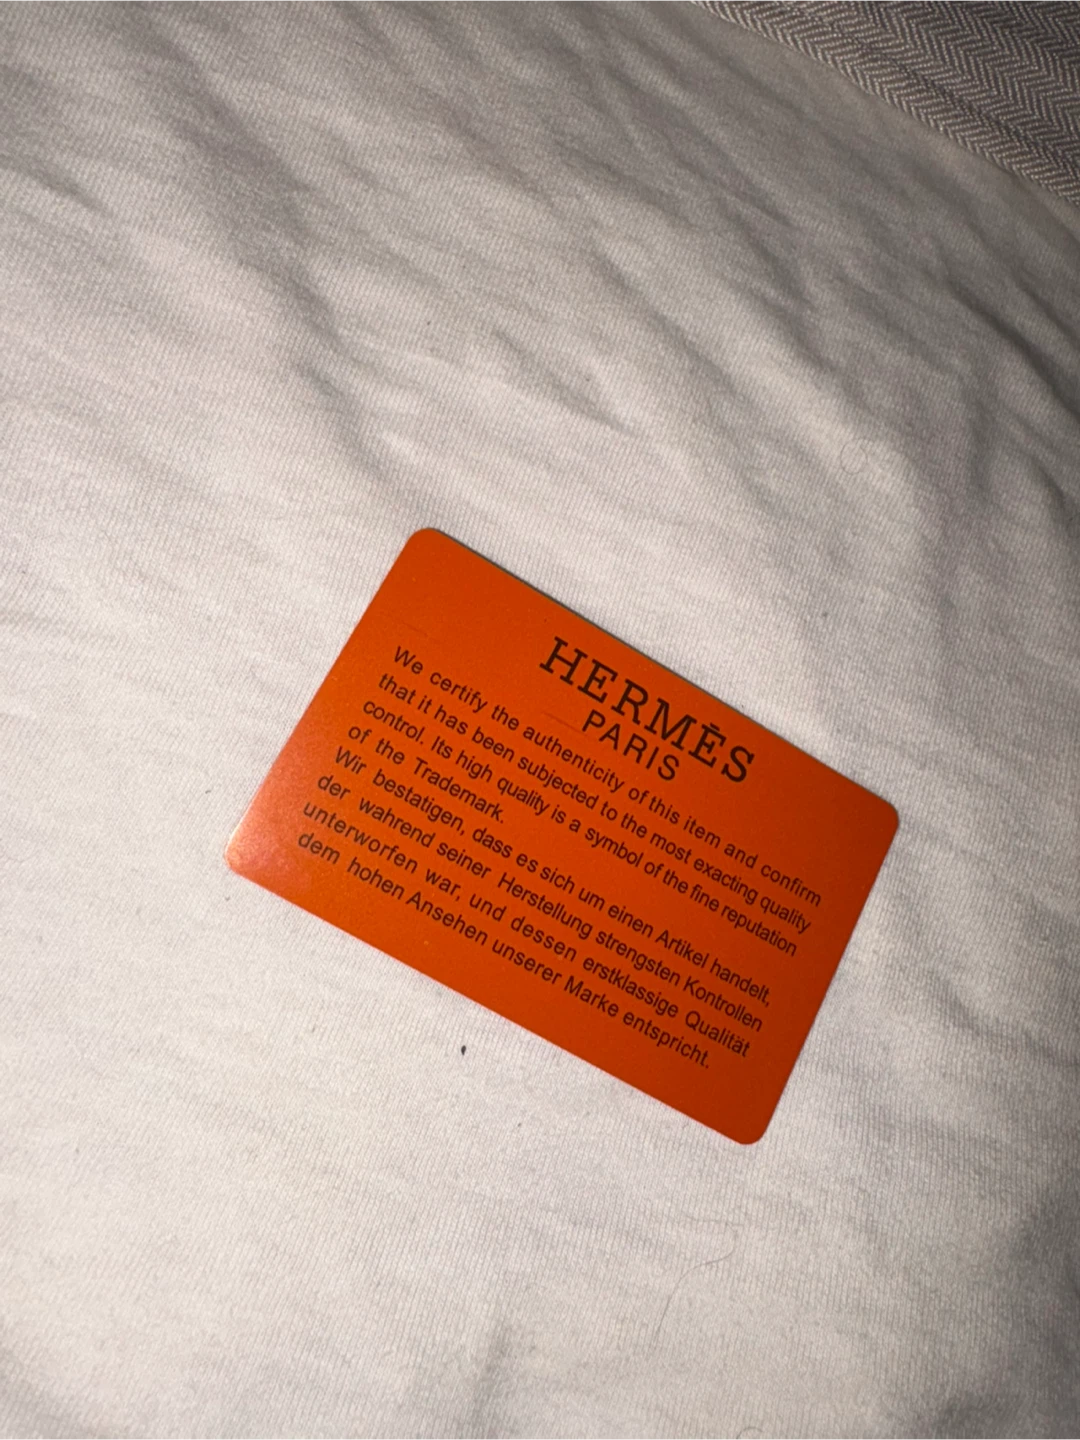 HERMĖS
PARIS
We certify the authenticity of this item and confirm
that it has been subjected to the most exacting quality
control. Its high quality is a symbol of the fine reputation
of the Trademark.
Wir bestatigen, dass es sich um einen Artikel handelt,
der wahrend seiner Herstellung strengsten Kontrollen
unterworfen war, und dessen erstklassige Qualität
dem hohen Ansehen unserer Marke entspricht.